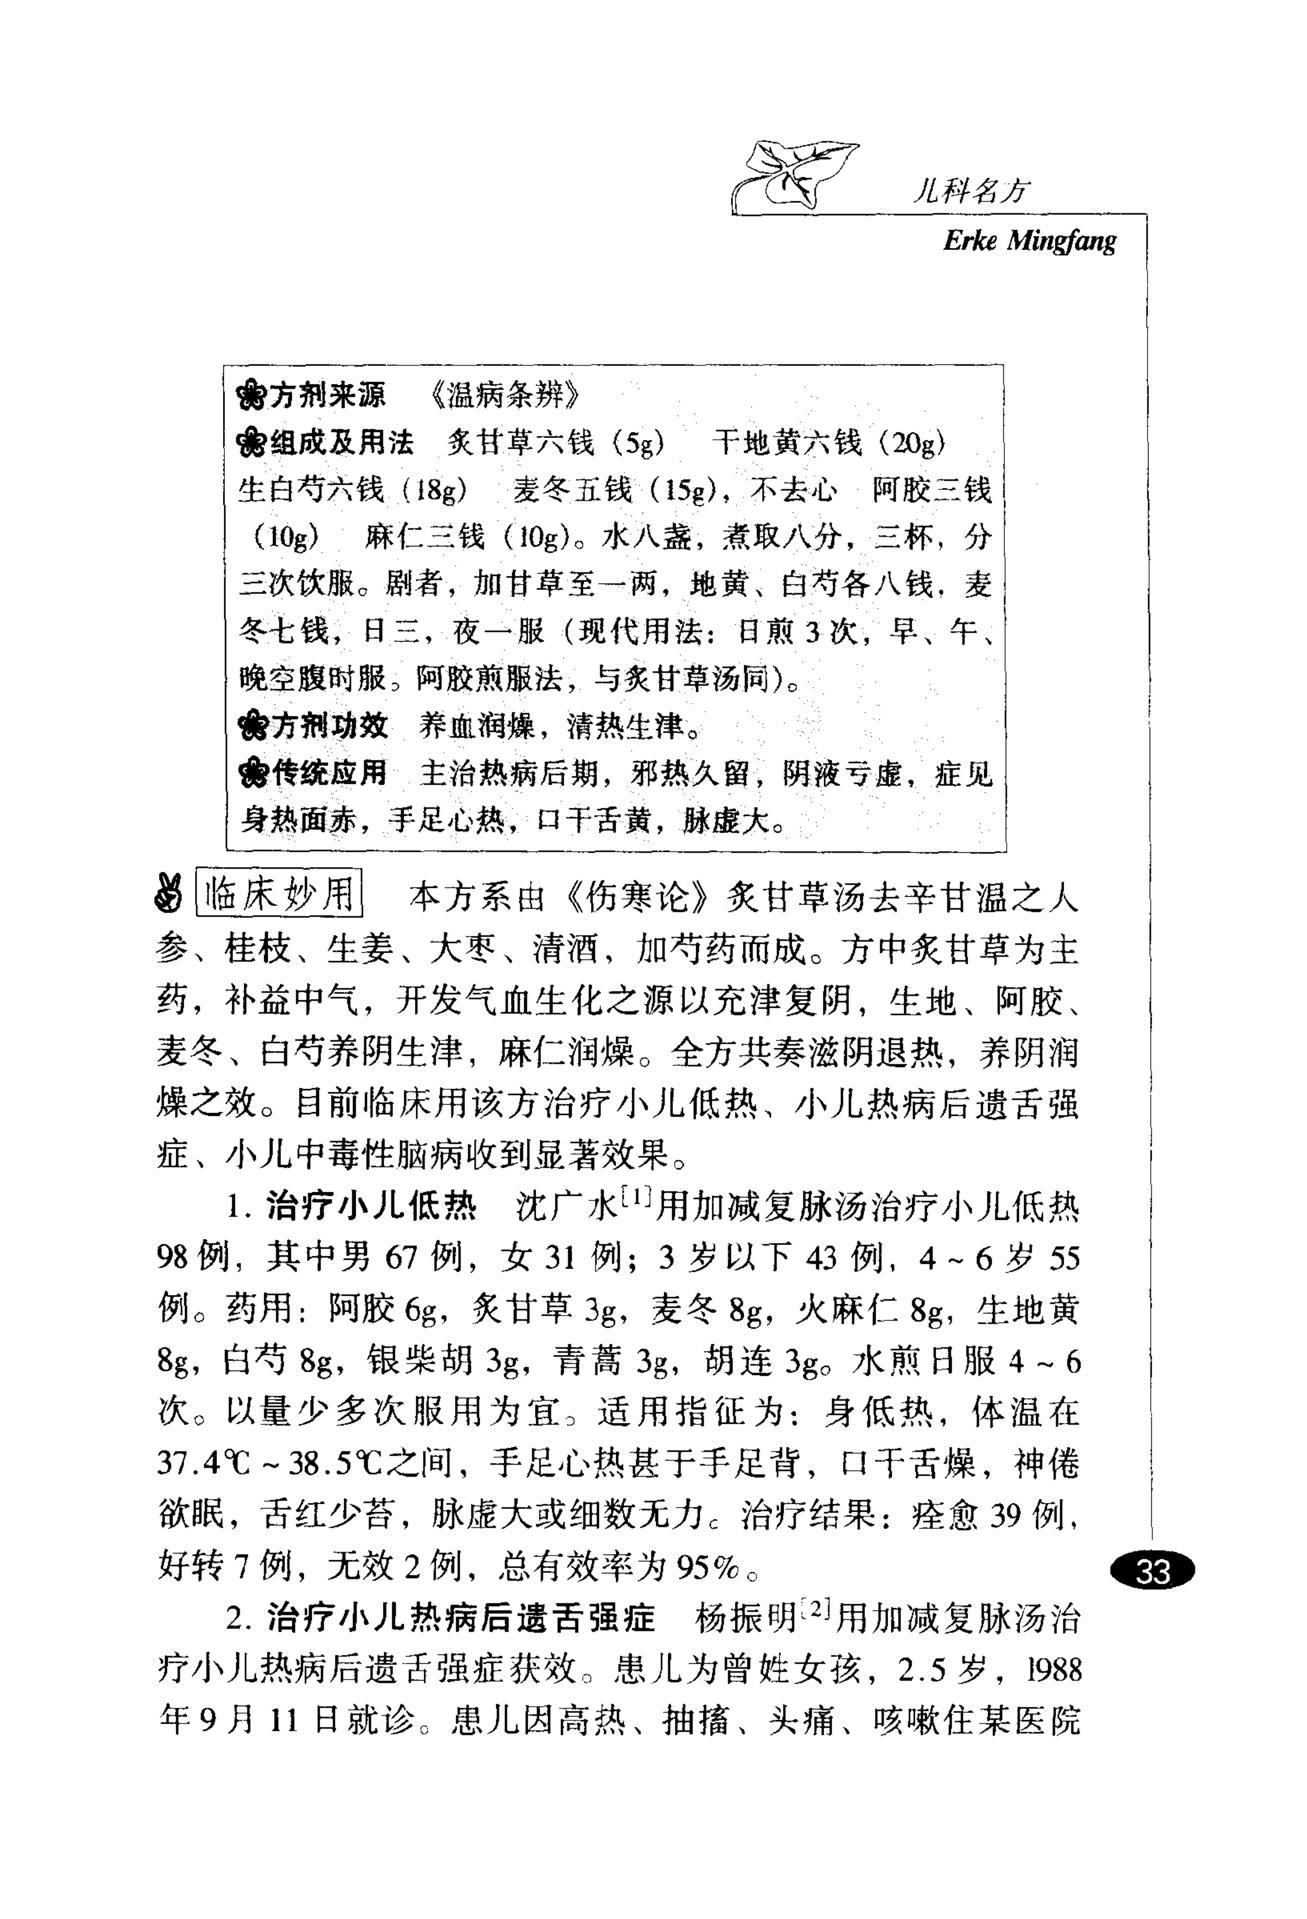 儿科名方
Erke Mingfang
方剂来源 《温病条辨》
组成及用法 炙甘草六钱(5g) 干地黄六钱(20g)
生白芍六钱(18g) 麦冬五钱(15g),不去心 阿胶三钱
(10g) 麻仁三钱(10g)。水八盏,煮取八分,三杯,分
三次饮服。剧者,加甘草至一两,地黄、白芍各八钱,麦
冬七钱,日三,夜一服(现代用法:日煎3次,早、午、
晚空腹时服。阿胶煎服法,与炙甘草汤同)。
方剂功效 养血润燥,清热生津。
传统应用 主治热病后期,邪热久留,阴液亏虚,症见
身热面赤,手足心热,口干舌黄,脉虚大。
临床妙用 本方系由《伤寒论》炙甘草汤去辛甘温之人
参、桂枝、生姜、大枣、清酒,加芍药而成。方中炙甘草为主
药,补益中气,开发气血生化之源以充津复阴,生地、阿胶、
麦冬、白芍养阴生津,麻仁润燥。全方共奏滋阴退热,养阴润
燥之效。目前临床用该方治疗小儿低热、小儿热病后遗舌强
症、小儿中毒性脑病收到显著效果。
1. 治疗小儿低热 沈广水[1]用加减复脉汤治疗小儿低热
98例,其中男67例,女31例;3岁以下43例,4~6岁55
例。药用:阿胶6g,炙甘草3g,麦冬8g,火麻仁8g,生地黄
8g,白芍8g,银柴胡3g,青蒿3g,胡连3g。水煎日服4~6
次。以量少多次服用为宜。适用指征为:身低热,体温在
37.4℃~38.5℃之间,手足心热甚于手足背,口干舌燥,神倦
欲眠,舌红少苔,脉虚大或细数无力。治疗结果:痊愈39例,
好转7例,无效2例,总有效率为95%。
33
2. 治疗小儿热病后遗舌强症 杨振明[2]用加减复脉汤治
疗小儿热病后遗舌强症获效。患儿为曾姓女孩,2.5岁,1988
年9月11日就诊。患儿因高热、抽搐、头痛、咳嗽住某医院